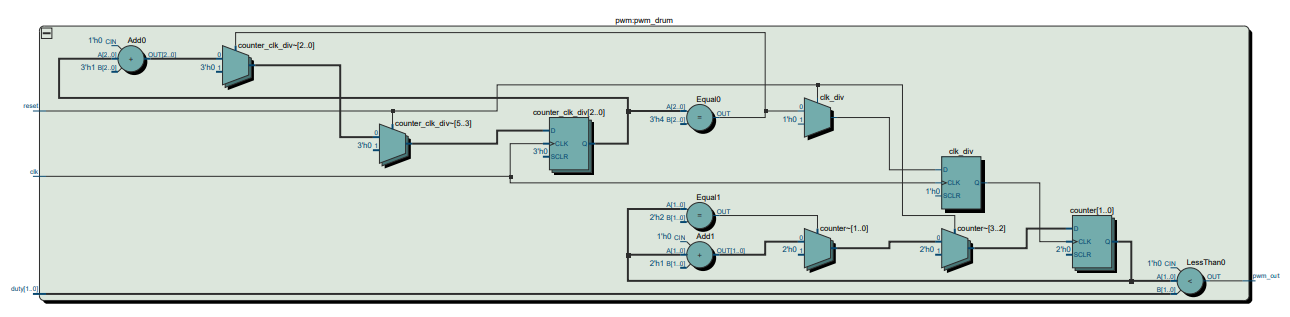 pwm:pwm_drum
1'h0 CIN
Add0
A[2..0]
OUT[2..0]
3'h1 B[2..0]
+
counter_clk_div~[2..0]
0
3'h0 1
reset
counter_clk_div~[5..3]
0
3'h0 1
counter_clk_div[2..0]
D
CLK
Q
3'h0
SCLR
Equal0
A[2..0]
OUT
3'h4 B[2..0]
=
clk_div
0
1'h0 1
clk
clk_div
D
CLK
Q
1'h0
SCLR
Equal1
A[1..0]
OUT
2'h2 B[1..0]
=
1'h0 CIN
Add1
A[1..0]
OUT[1..0]
2'h1 B[1..0]
+
counter~[1..0]
0
2'h0 1
counter~[3..2]
0
2'h0 1
counter[1..0]
D
CLK
Q
2'h0
SCLR
LessThan0
1'h0 CIN
A[1..0]
OUT
B[1..0]
<
pwm_out
duty[1..0]